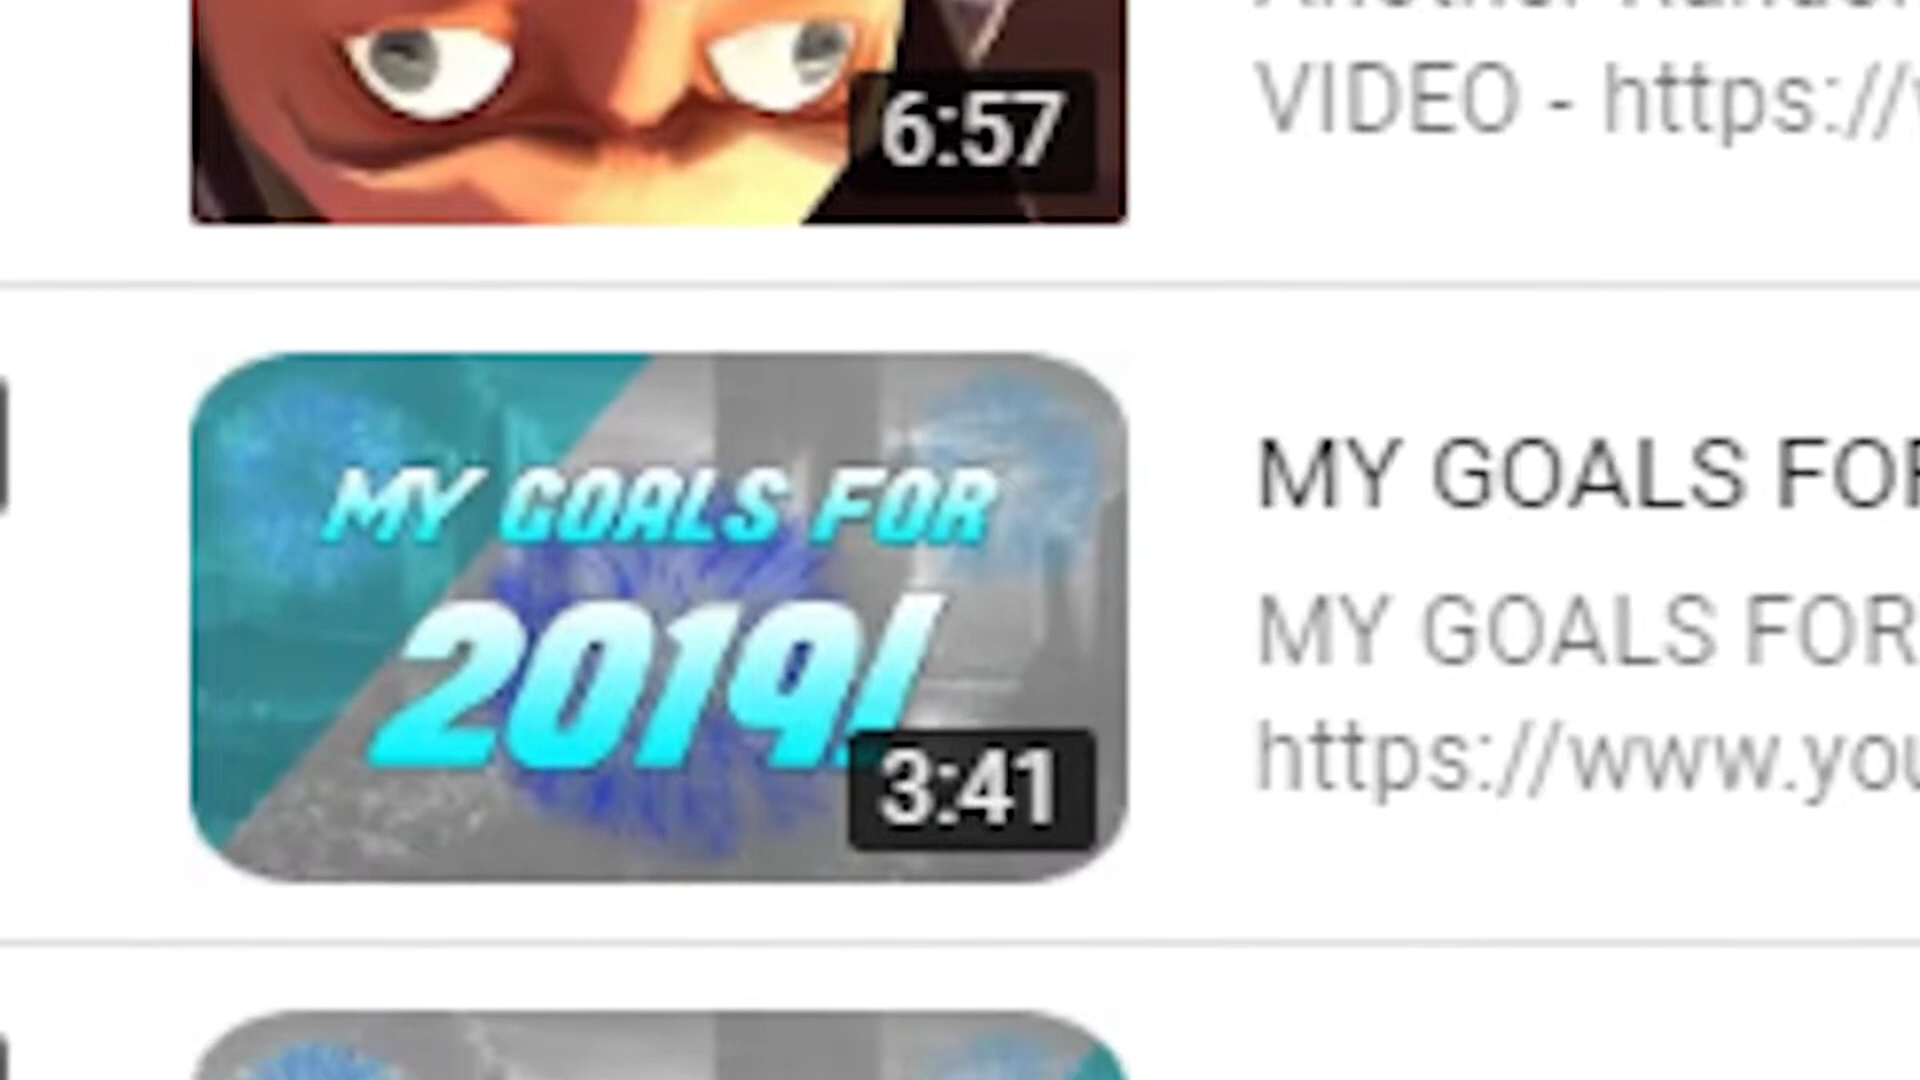 VIDEO - https://
6:57
MY GOALS FOR
2019!
3:41
MY GOALS FOR
MY GOALS FOR
https://www.you